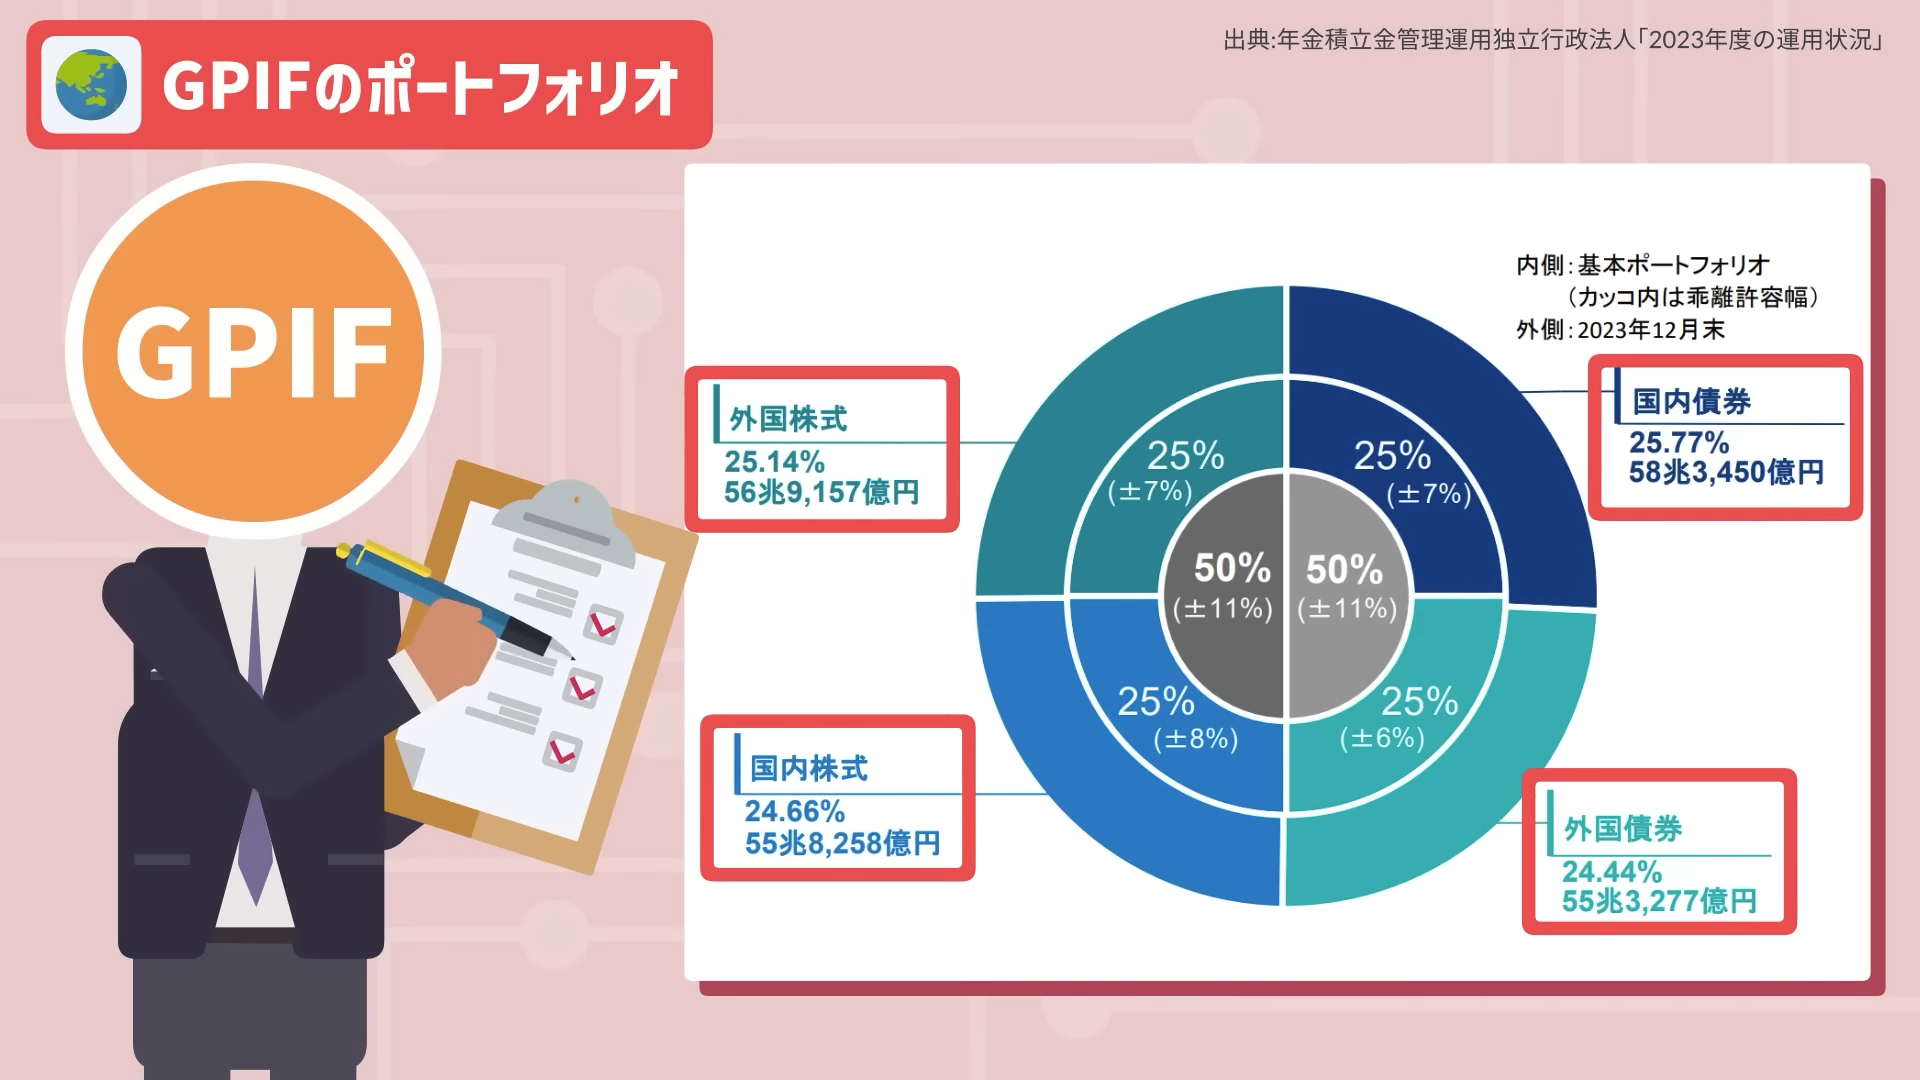 GPIFのポートフォリオ
出典:年金積立金管理運用独立行政法人「2023年度の運用状況」
GPIF
内側:基本ポートフォリオ
（カッコ内は乖離許容幅）
外側:2023年12月末
外国株式
25.14%
56兆9,157億円
国内債券
25.77%
58兆3,450億円
25%
(±7%)
25%
(±7%)
50%
(±11%)
50%
(±11%)
25%
(±8%)
25%
(±6%)
国内株式
24.66%
55兆8,258億円
外国債券
24.44%
55兆3,277億円